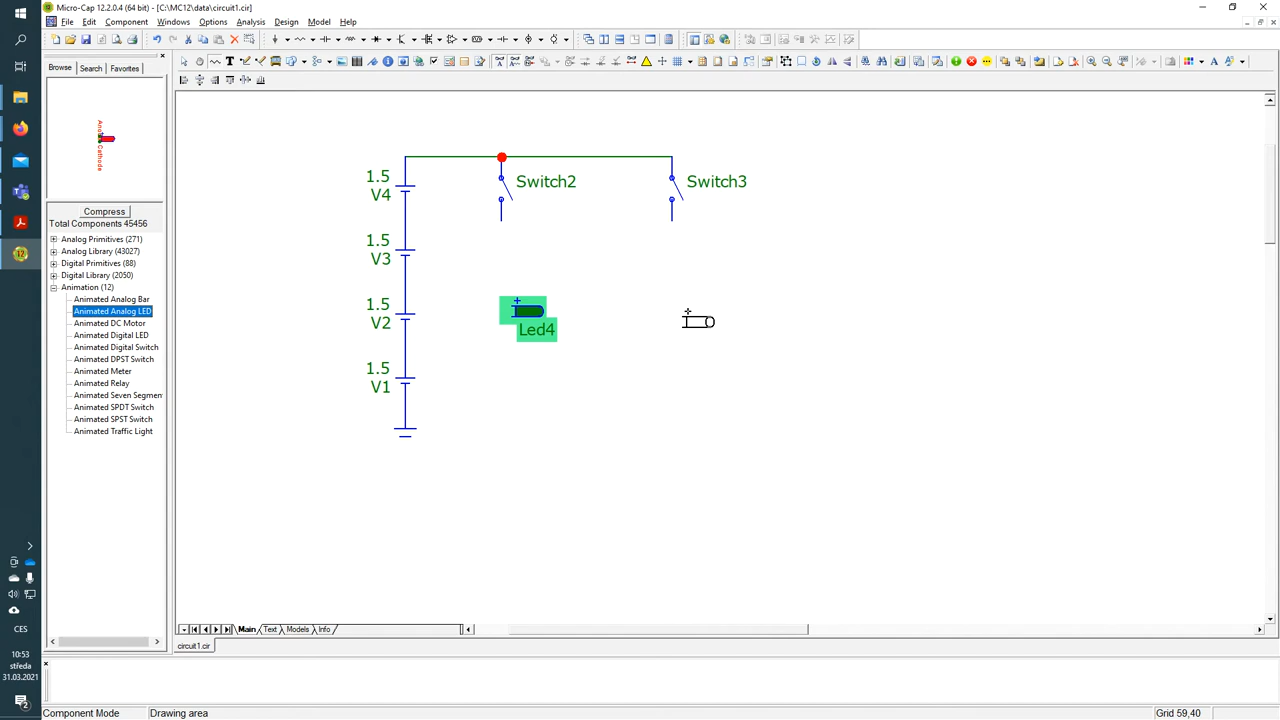 Micro-Cap 12.2.0.4 (64 bit) - [C:\MC12\data\circuit1.cir]
File Edit Component Windows Options Analysis Design Model Help
Browse Search Favorites
Compress
Total Components 45456
Analog Primitives (271)
Analog Library (43027)
Digital Primitives (88)
Digital Library (2050)
Animation (12)
Animated Analog Bar
Animated Analog LED
Animated DC Motor
Animated Digital LED
Animated Digital Switch
Animated DPST Switch
Animated Meter
Animated Relay
Animated Seven Segmen
Animated SPDT Switch
Animated SPST Switch
Animated Traffic Light
1.5
V4
Switch2
Switch3
1.5
V3
1.5
V2
Led4
1.5
V1
Main Text Models Info
circuit1.cir
Component Mode
Drawing area
Grid 59,40
CES
10:53
středa
31.03.2021